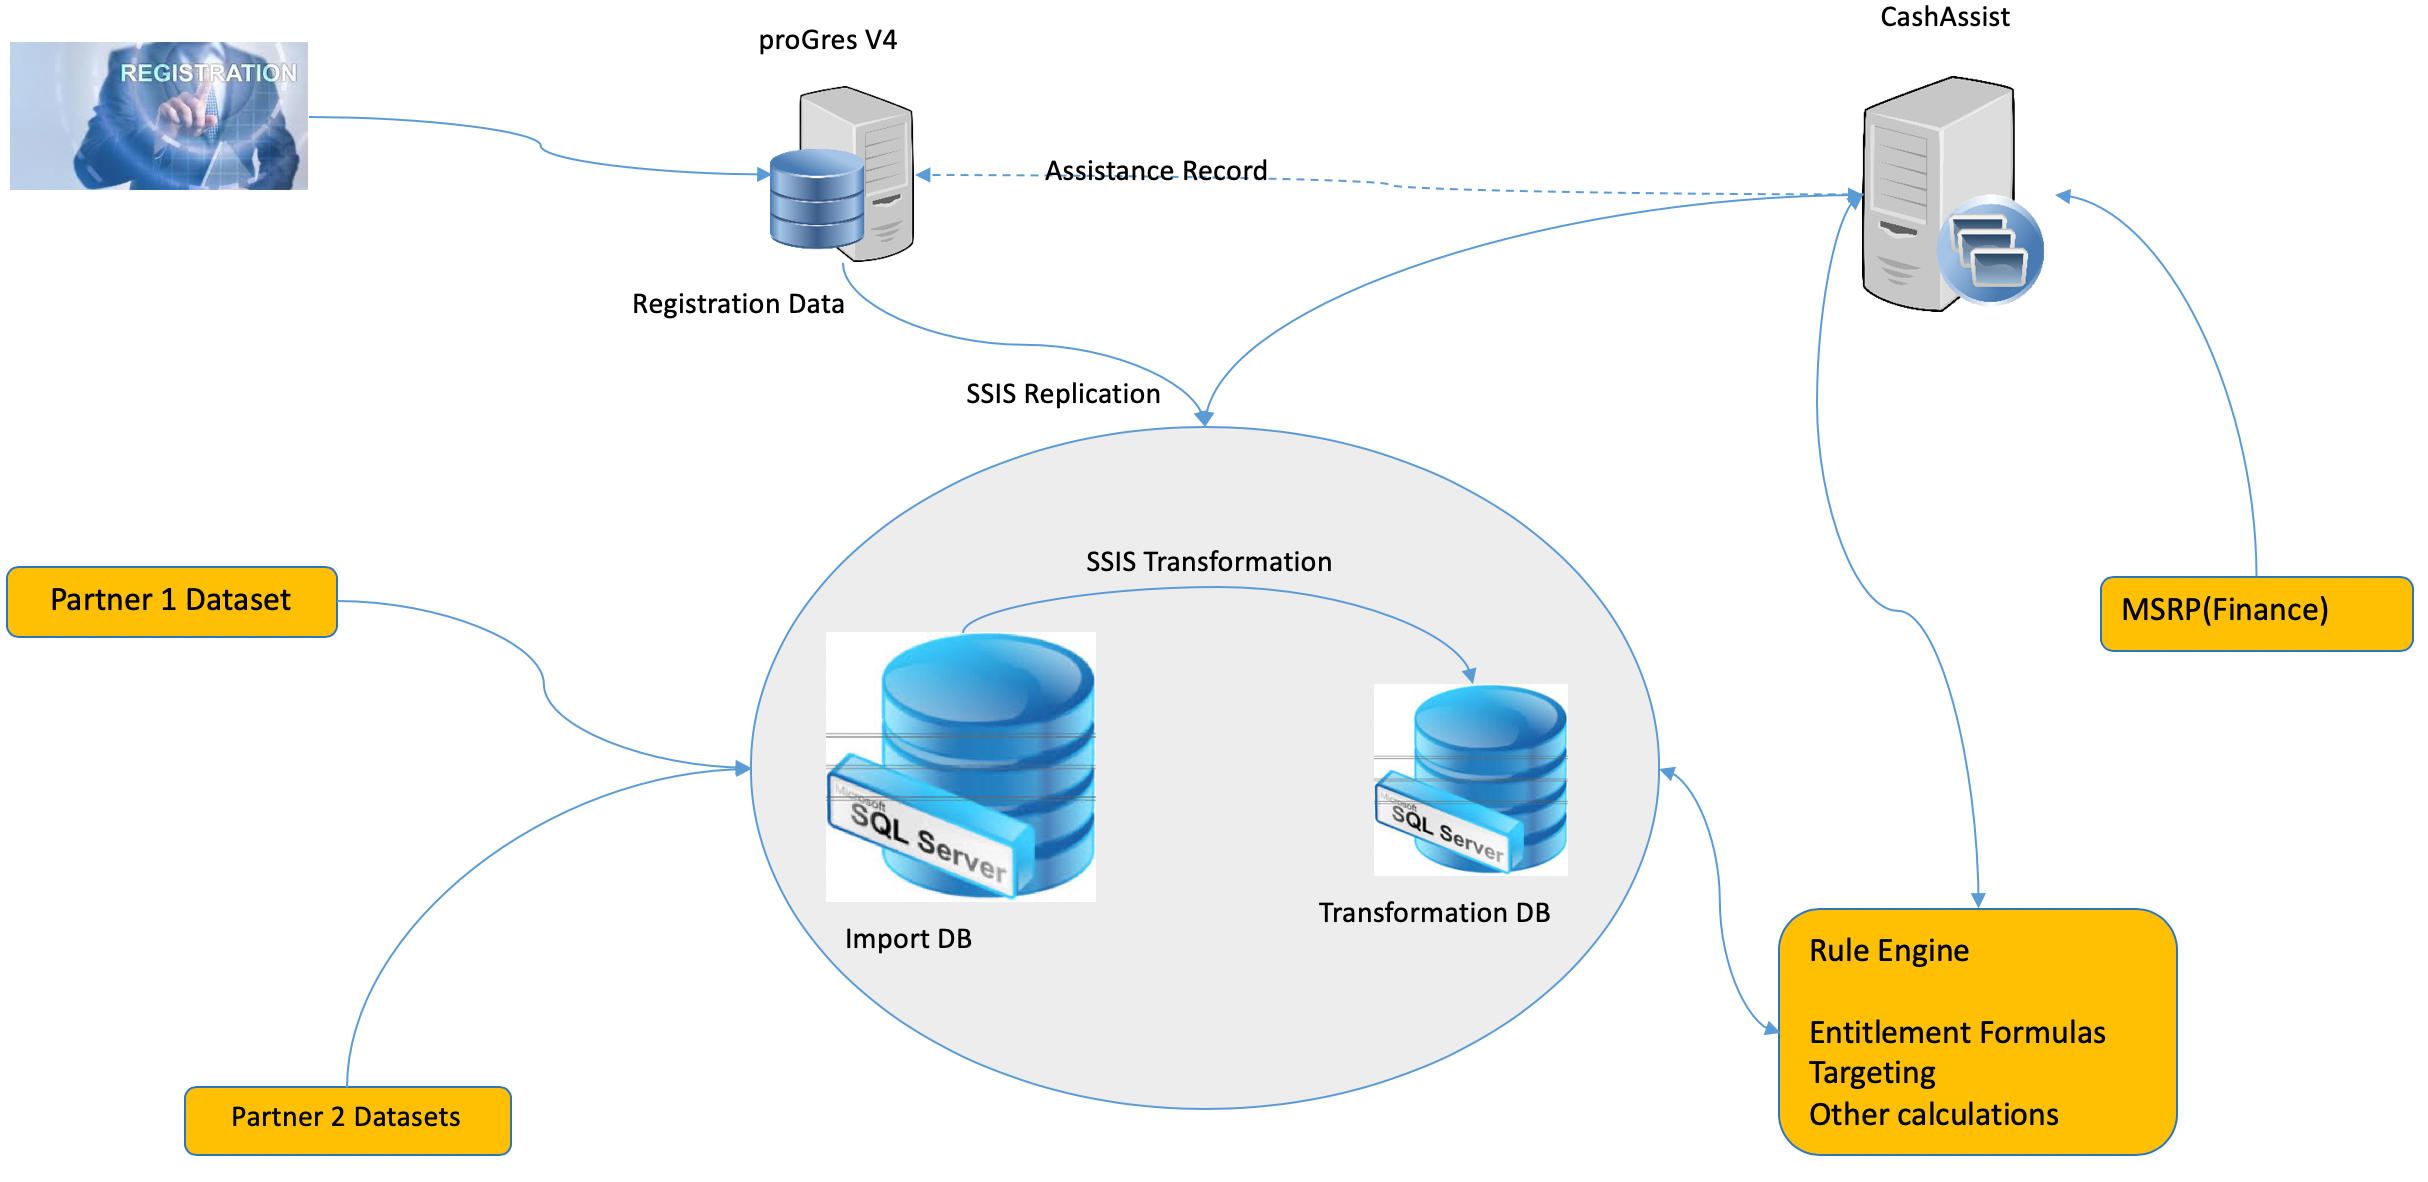 CashAssist
proGres V4
REGISTRATION
Assistance Record
Registration Data
SSIS Replication
SSIS Transformation
Partner 1 Dataset
MSRP(Finance)
Microsoft
SQL Server
Microsoft
SQL Server
Transformation DB
Import DB
Rule Engine
Entitlement Formulas
Targeting
Other calculations
Partner 2 Datasets